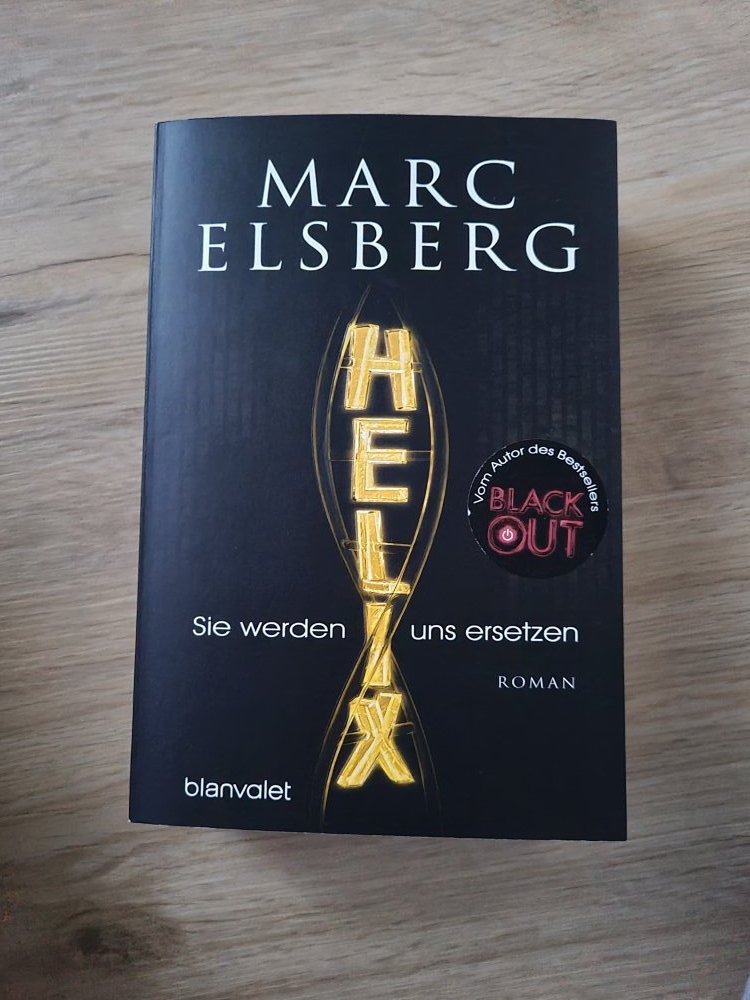 MARC
ELSBERG
HELIX
Vom Autor des Bestsellers
BLACK
OUT
Sie werden uns ersetzen
ROMAN
blanvalet